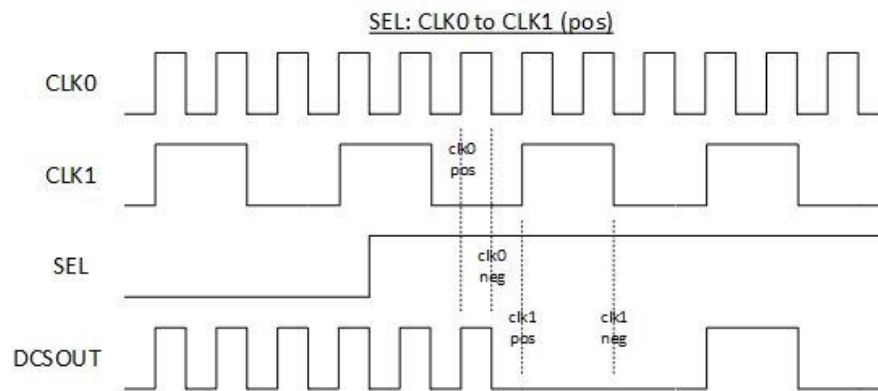 SEL: CLK0 to CLK1 (pos)
CLK0
CLK1
clk0
pos
SEL
clk0
neg
DCSOUT
clk1
pos
clk1
neg